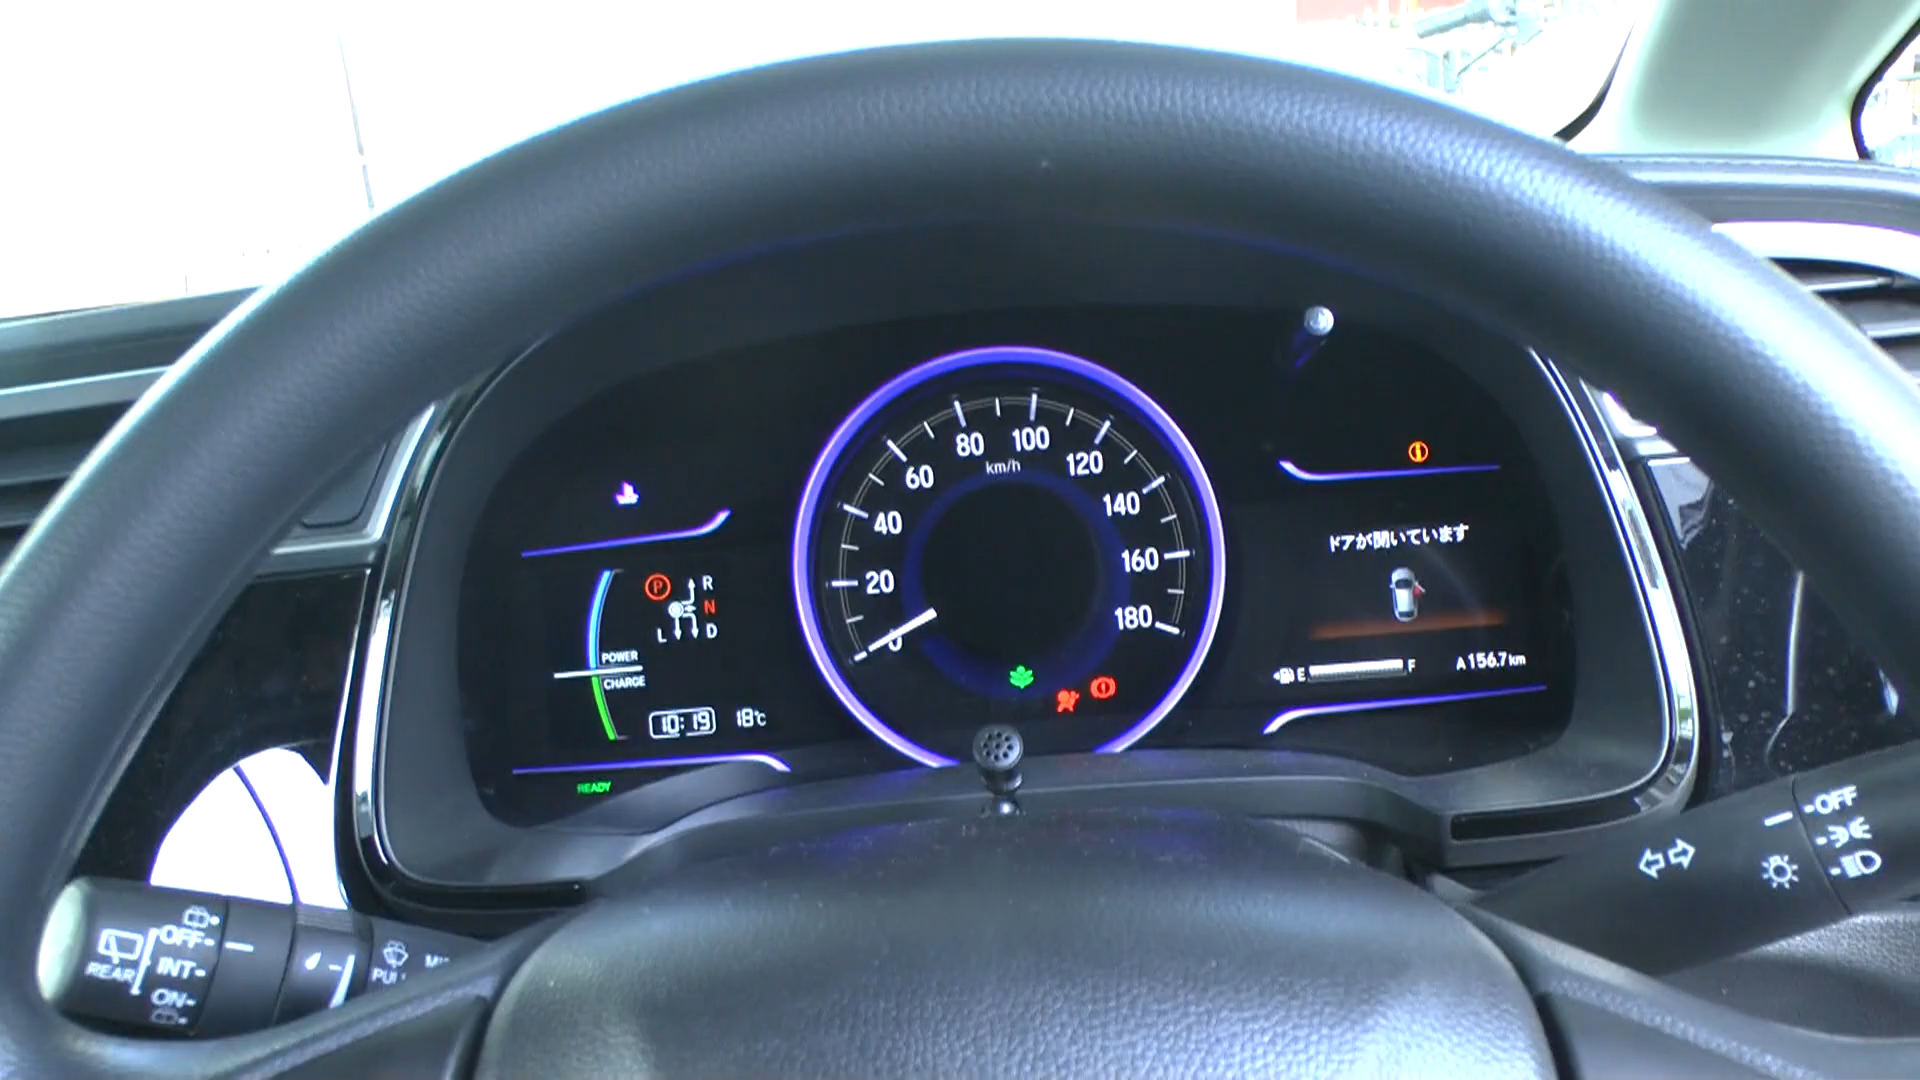 80 100
km/h
60 120
40 140
20 160
0 180
P R
N
L D
POWER
CHARGE
10:19 18℃
READY
ドアが開いています
E F A 156.7 km
OFF
REAR
INT
ON
OFF